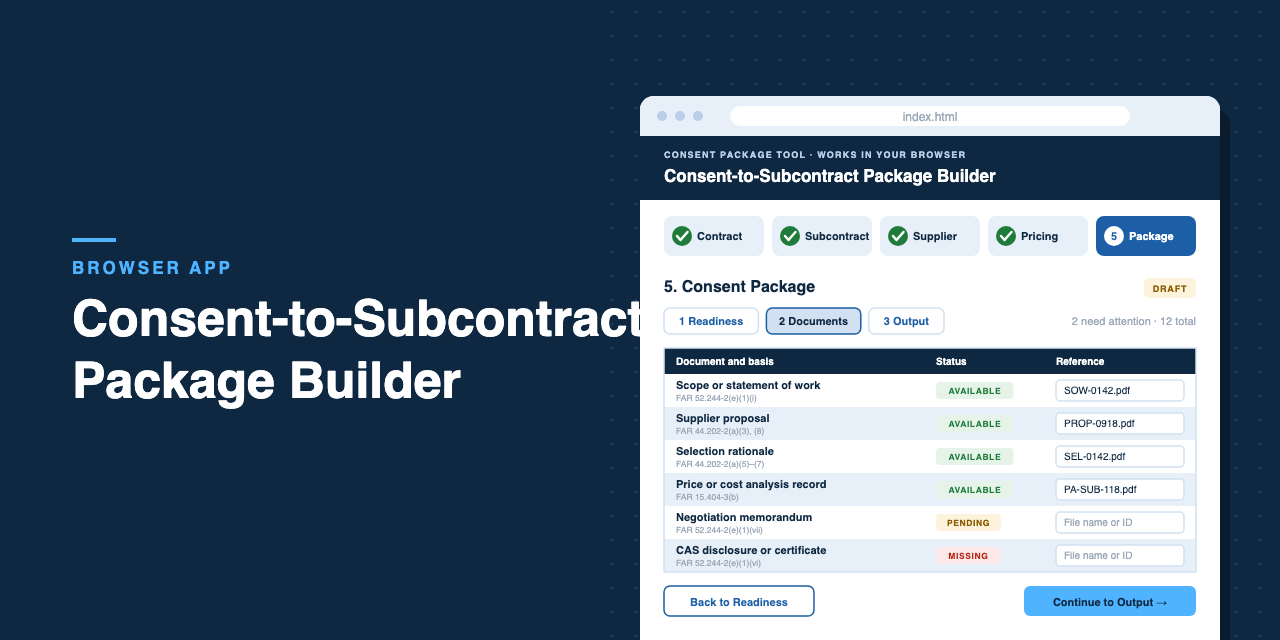 BROWSER APP
Consent-to-Subcontract
Package Builder
index.html
CONSENT PACKAGE TOOL · WORKS IN YOUR BROWSER
Consent-to-Subcontract Package Builder
Contract Subcontract Supplier Pricing 5 Package
5. Consent Package DRAFT
1 Readiness 2 Documents 3 Output 2 need attention · 12 total
Document and basis Status Reference
Scope or statement of work AVAILABLE SOW-0142.pdf
FAR 52.244-2(e)(1)(i)
Supplier proposal AVAILABLE PROP-0918.pdf
FAR 44.202-2(a)(3), (8)
Selection rationale AVAILABLE SEL-0142.pdf
FAR 44.202-2(a)(5)–(7)
Price or cost analysis record AVAILABLE PA-SUB-118.pdf
FAR 15.404-3(b)
Negotiation memorandum PENDING File name or ID
FAR 52.244-2(e)(1)(vii)
CAS disclosure or certificate MISSING File name or ID
FAR 52.244-2(e)(1)(vi)
Back to Readiness Continue to Output →